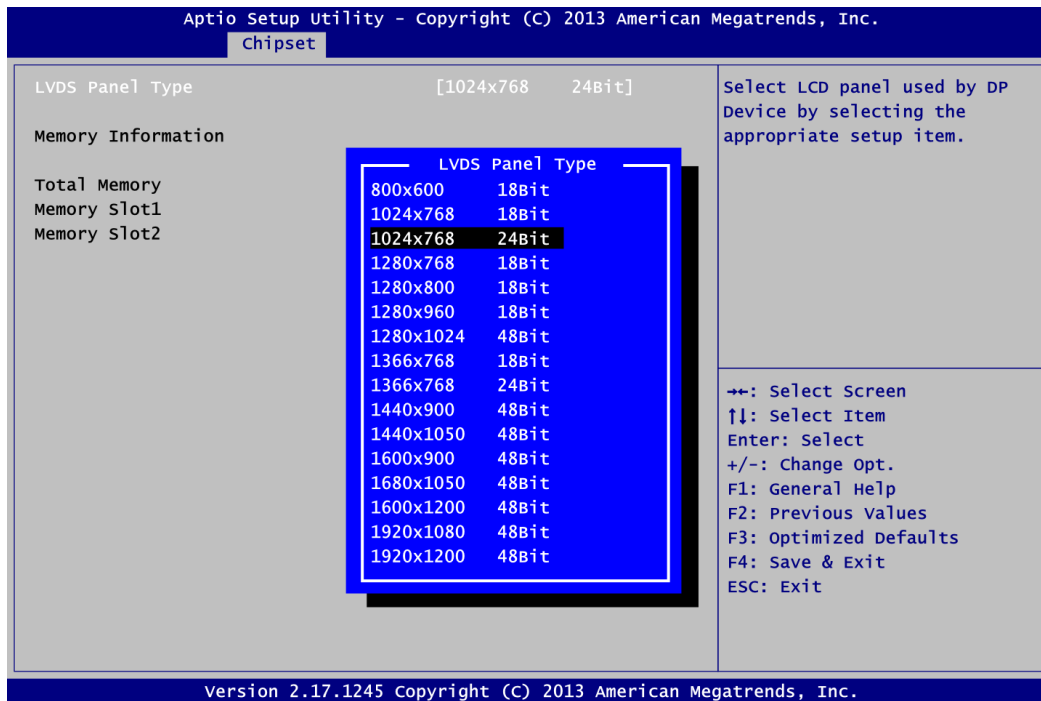 Aptio Setup Utility - Copyright (C) 2013 American Megatrends, Inc.
Chipset
LVDS Panel Type [1024x768 24Bit]
Memory Information
Total Memory
Memory Slot1
Memory Slot2
LVDS Panel Type
800x600 18Bit
1024x768 18Bit
1024x768 24Bit
1280x768 18Bit
1280x800 18Bit
1280x960 18Bit
1280x1024 48Bit
1366x768 18Bit
1366x768 24Bit
1440x900 48Bit
1440x1050 48Bit
1600x900 48Bit
1680x1050 48Bit
1600x1200 48Bit
1920x1080 48Bit
1920x1200 48Bit
Select LCD panel used by DP
Device by selecting the
appropriate setup item.
→←: Select Screen
↑↓: Select Item
Enter: Select
+/-: Change Opt.
F1: General Help
F2: Previous Values
F3: Optimized Defaults
F4: Save & Exit
ESC: Exit
Version 2.17.1245 Copyright (C) 2013 American Megatrends, Inc.